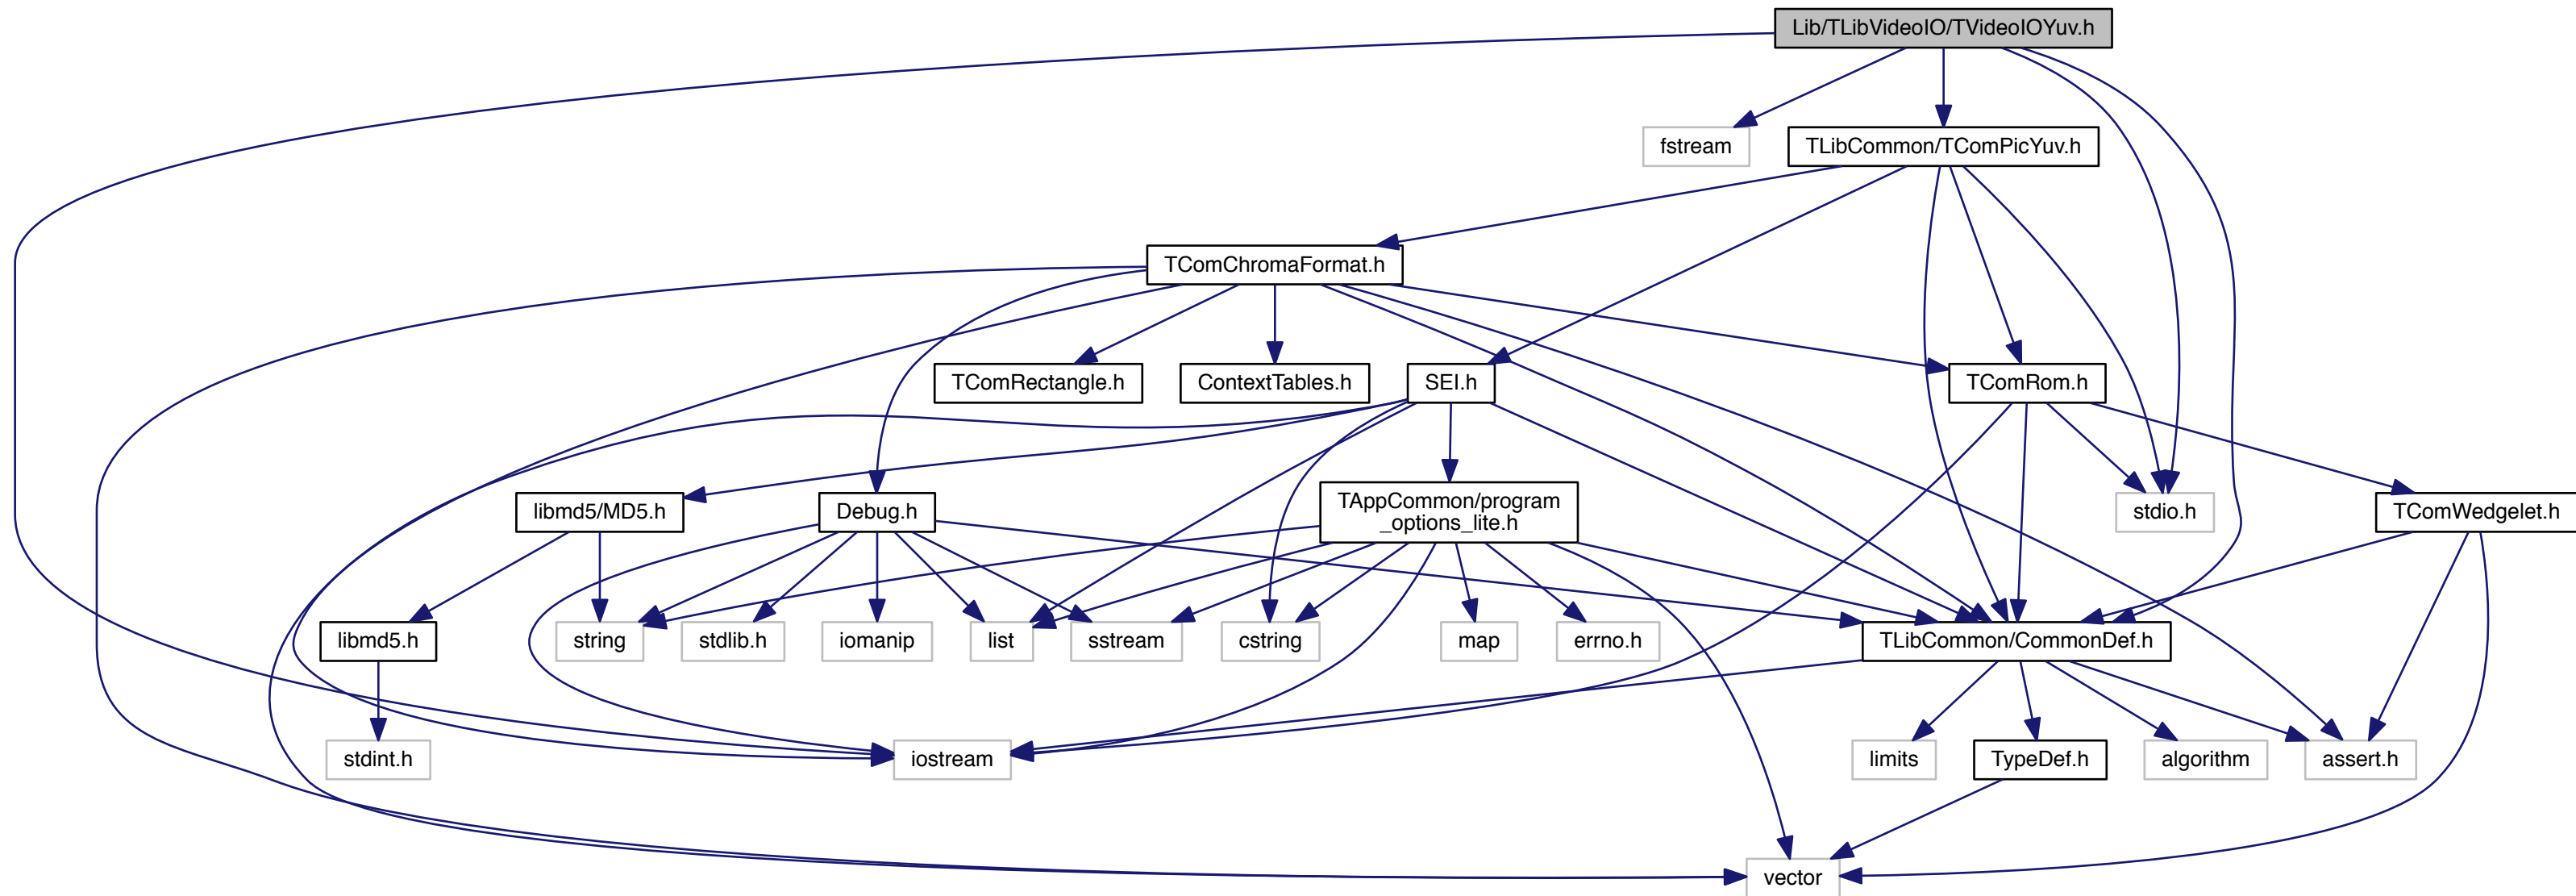 Lib/TLibVideoIO/TVideoIOYuv.h
fstream
TLibCommon/TComPicYuv.h
TComChromaFormat.h
TComRectangle.h
ContextTables.h
SEI.h
TComRom.h
libmd5/MD5.h
Debug.h
TAppCommon/program
_options_lite.h
stdio.h
TComWedgelet.h
libmd5.h
string
stdlib.h
iomanip
list
sstream
cstring
map
errno.h
TLibCommon/CommonDef.h
stdint.h
iostream
limits
TypeDef.h
algorithm
assert.h
vector